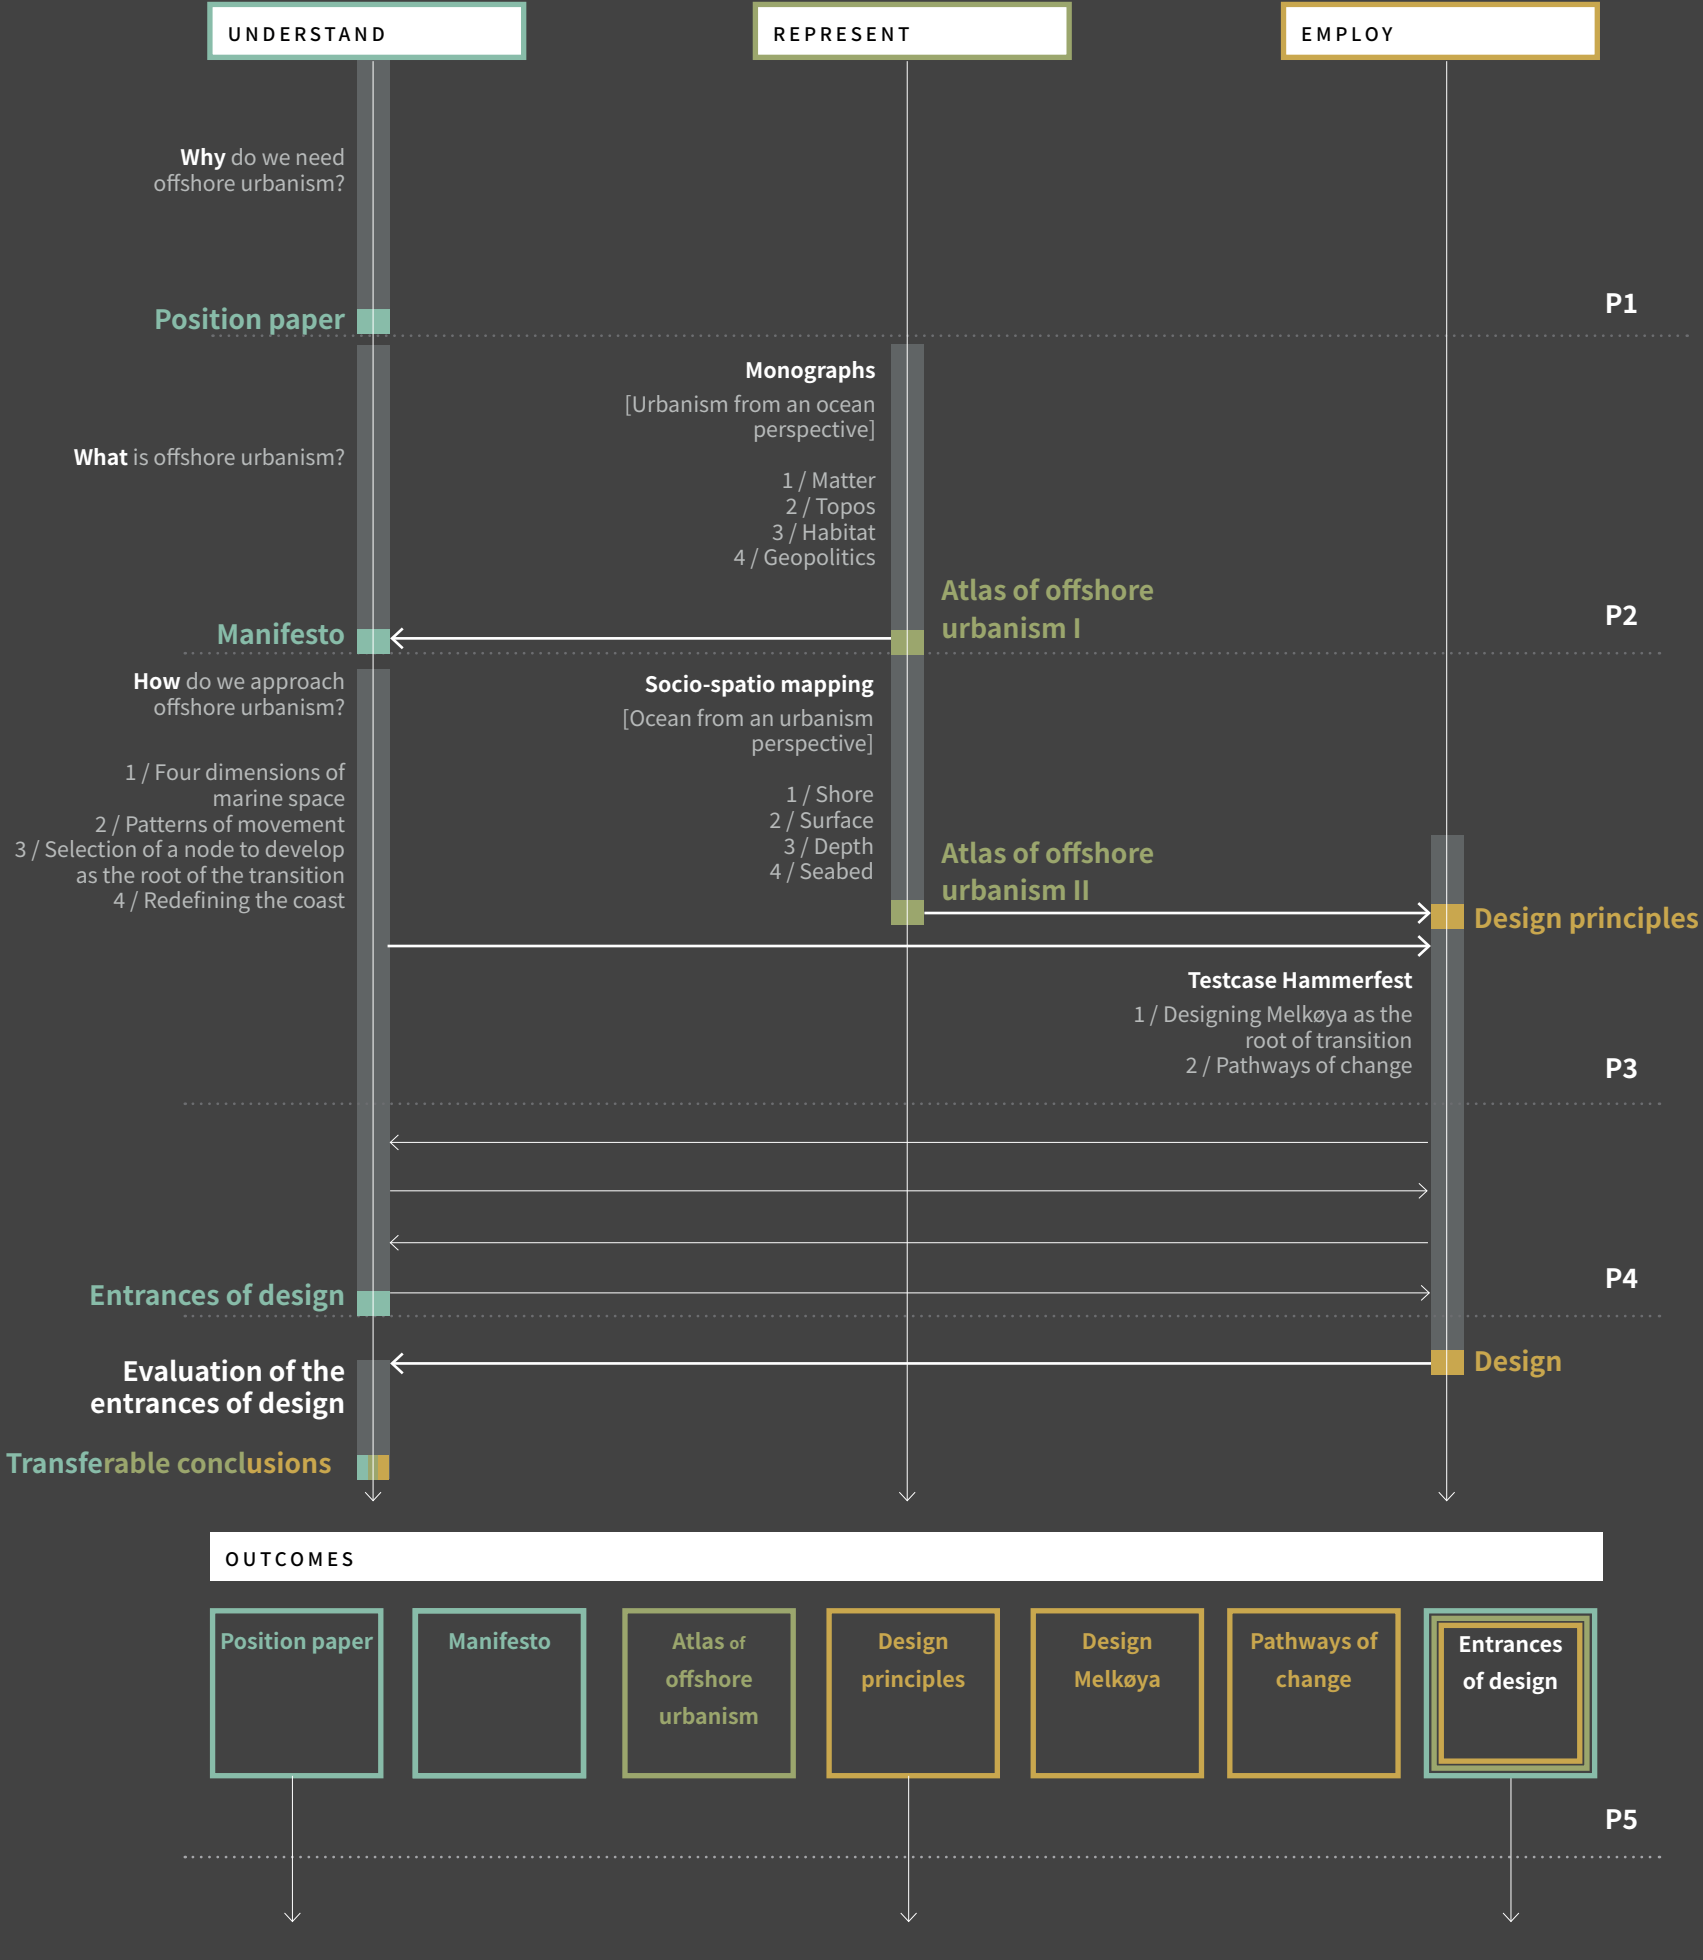 UNDERSTAND
REPRESENT
EMPLOY
Why do we need
offshore urbanism?
Position paper
P1
Monographs
[Urbanism from an ocean
perspective]
1 / Matter
2 / Topos
3 / Habitat
4 / Geopolitics
What is offshore urbanism?
Atlas of offshore
urbanism I
Manifesto
P2
How do we approach
offshore urbanism?
1 / Four dimensions of
marine space
2 / Patterns of movement
3 / Selection of a node to develop
as the root of the transition
4 / Redefining the coast
Socio-spatio mapping
[Ocean from an urbanism
perspective]
1 / Shore
2 / Surface
3 / Depth
4 / Seabed
Atlas of offshore
urbanism II
Design principles
Testcase Hammerfest
1 / Designing Melkøya as the
root of transition
2 / Pathways of change
P3
Entrances of design
P4
Evaluation of the
entrances of design
Design
Transferable conclusions
OUTCOMES
Position paper
Manifesto
Atlas of
offshore
urbanism
Design
principles
Design
Melkøya
Pathways of
change
Entrances
of design
P5